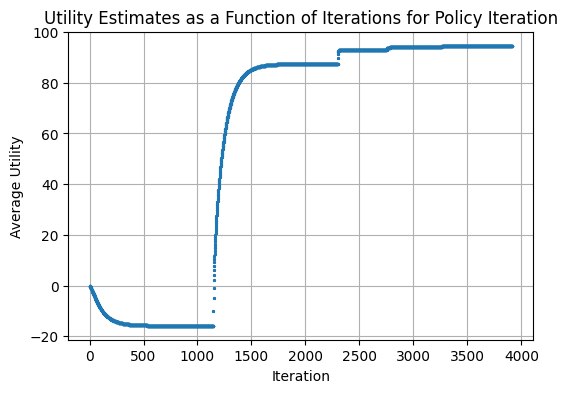 Utility Estimates as a Function of Iterations for Policy Iteration
100
80
60
40
20
0
−20
Average Utility
0 500 1000 1500 2000 2500 3000 3500 4000
Iteration